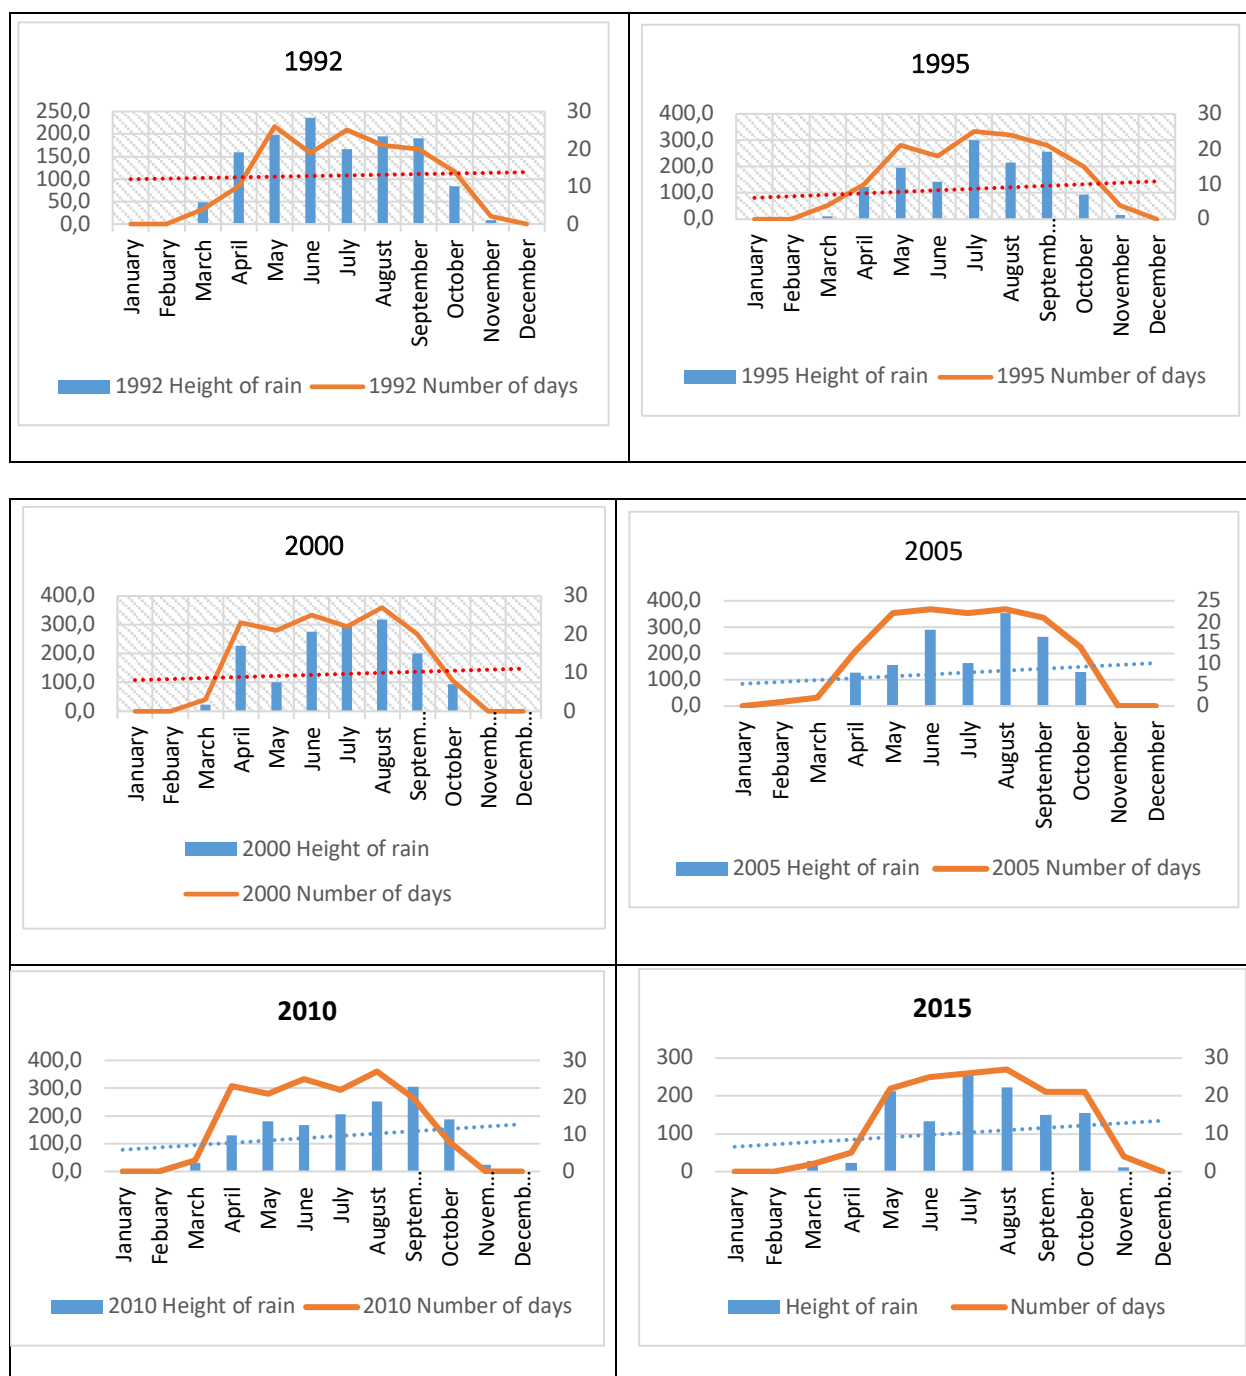 1992
250,0
200,0
150,0
100,0
50,0
0,0
30
20
10
0
January
Febuary
March
April
May
June
July
August
September
October
November
December
1992 Height of rain
1992 Number of days
1995
400,0
300,0
200,0
100,0
0,0
30
20
10
0
January
Febuary
March
April
May
June
July
August
Septemb...
October
November
December
1995 Height of rain
1995 Number of days
2000
400,0
300,0
200,0
100,0
0,0
30
20
10
0
January
Febuary
March
April
May
June
July
August
Septem...
October
Novemb...
Decemb...
2000 Height of rain
2000 Number of days
2005
400,0
300,0
200,0
100,0
0,0
25
20
15
10
5
0
January
Febuary
March
April
May
June
July
August
September
October
November
December
2005 Height of rain
2005 Number of days
2010
400,0
300,0
200,0
100,0
0,0
30
20
10
0
January
Febuary
March
April
May
June
July
August
Septem...
October
Novem...
Decemb...
2010 Height of rain
2010 Number of days
2015
300
200
100
0
30
20
10
0
January
Febuary
March
April
May
June
July
August
Septem...
October
Novem...
Decemb...
Height of rain
Number of days